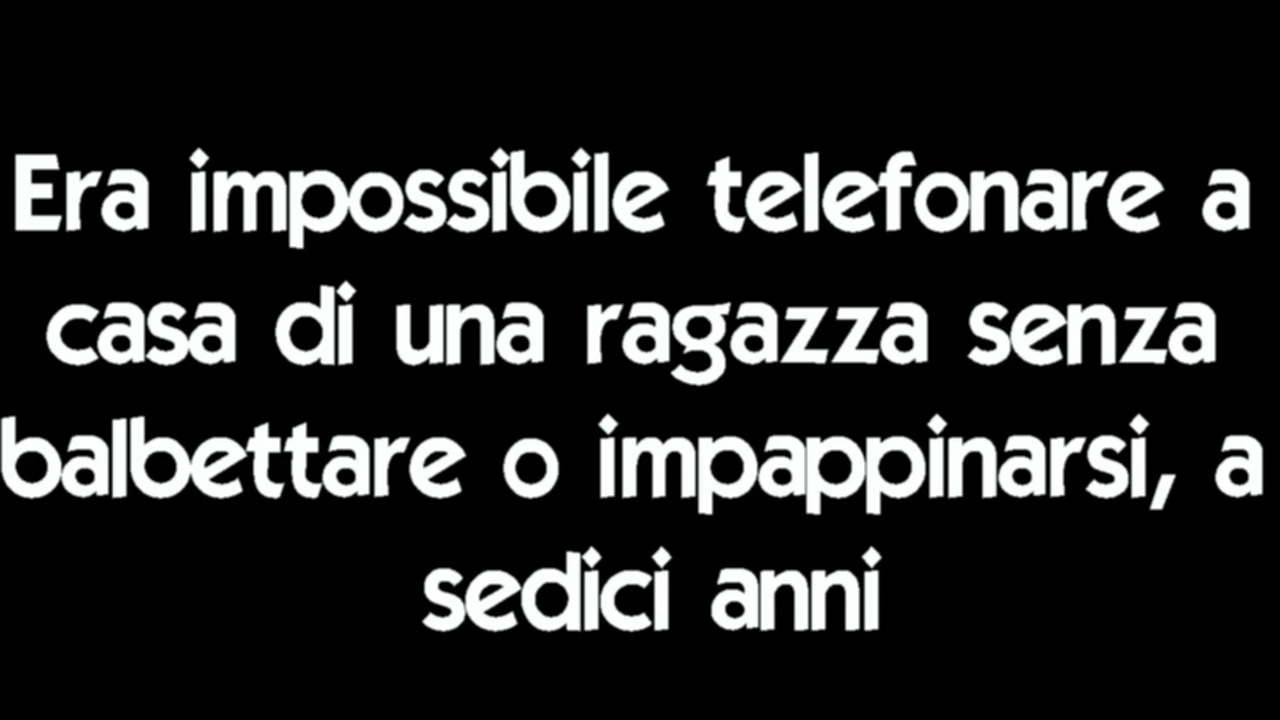 Era impossibile telefonare a
casa di una ragazza senza
balbettare o impappinarsi, a
sedici anni